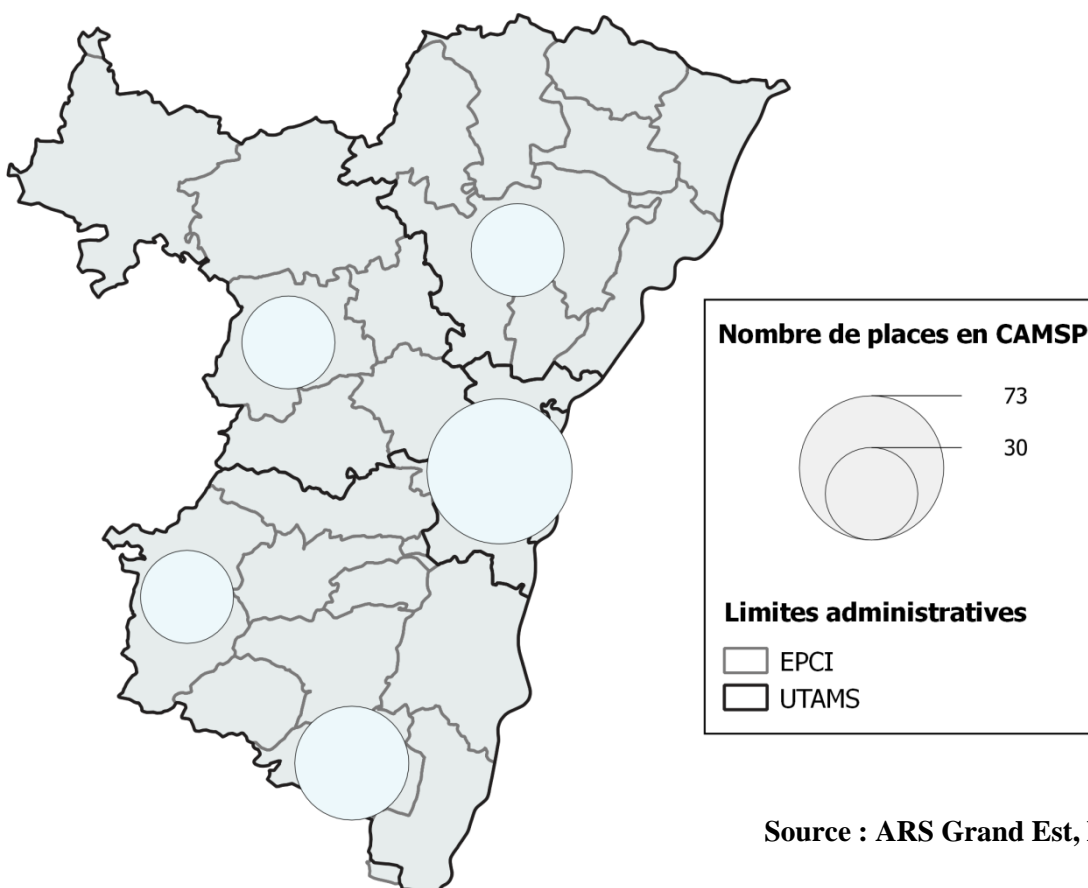 Nombre de places en CAMSP
73
30
Limites administratives
EPCI
UTAMS
Source : ARS Grand Est,